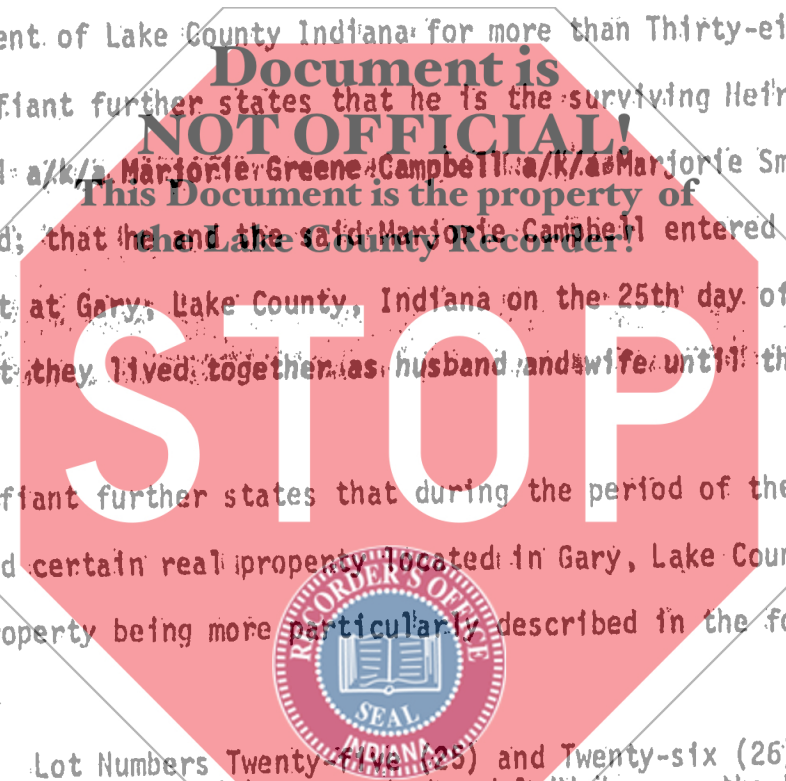 ent of Lake County Indiana for more than Thirty-ei
Document is
fiant further states that he is the surviving Heir
NOT OFFICIAL!
a/k/a Marjorie Greene Campbell a/k/a Marjorie Sm
This Document is the property of
d; that he and the said Marjorie Campbell entered
the Lake County Recorder!
t at Gary, Lake County, Indiana on the 25th day of
STOP
t they lived together as husband and wife until th
fiant further states that during the period of the
d certain real property located in Gary, Lake Coun
RECORDER'S OFFICE
operty being more particularly described in the fo
SEAL
INDIANA
Lot Numbers Twenty-five (25) and Twenty-six (26